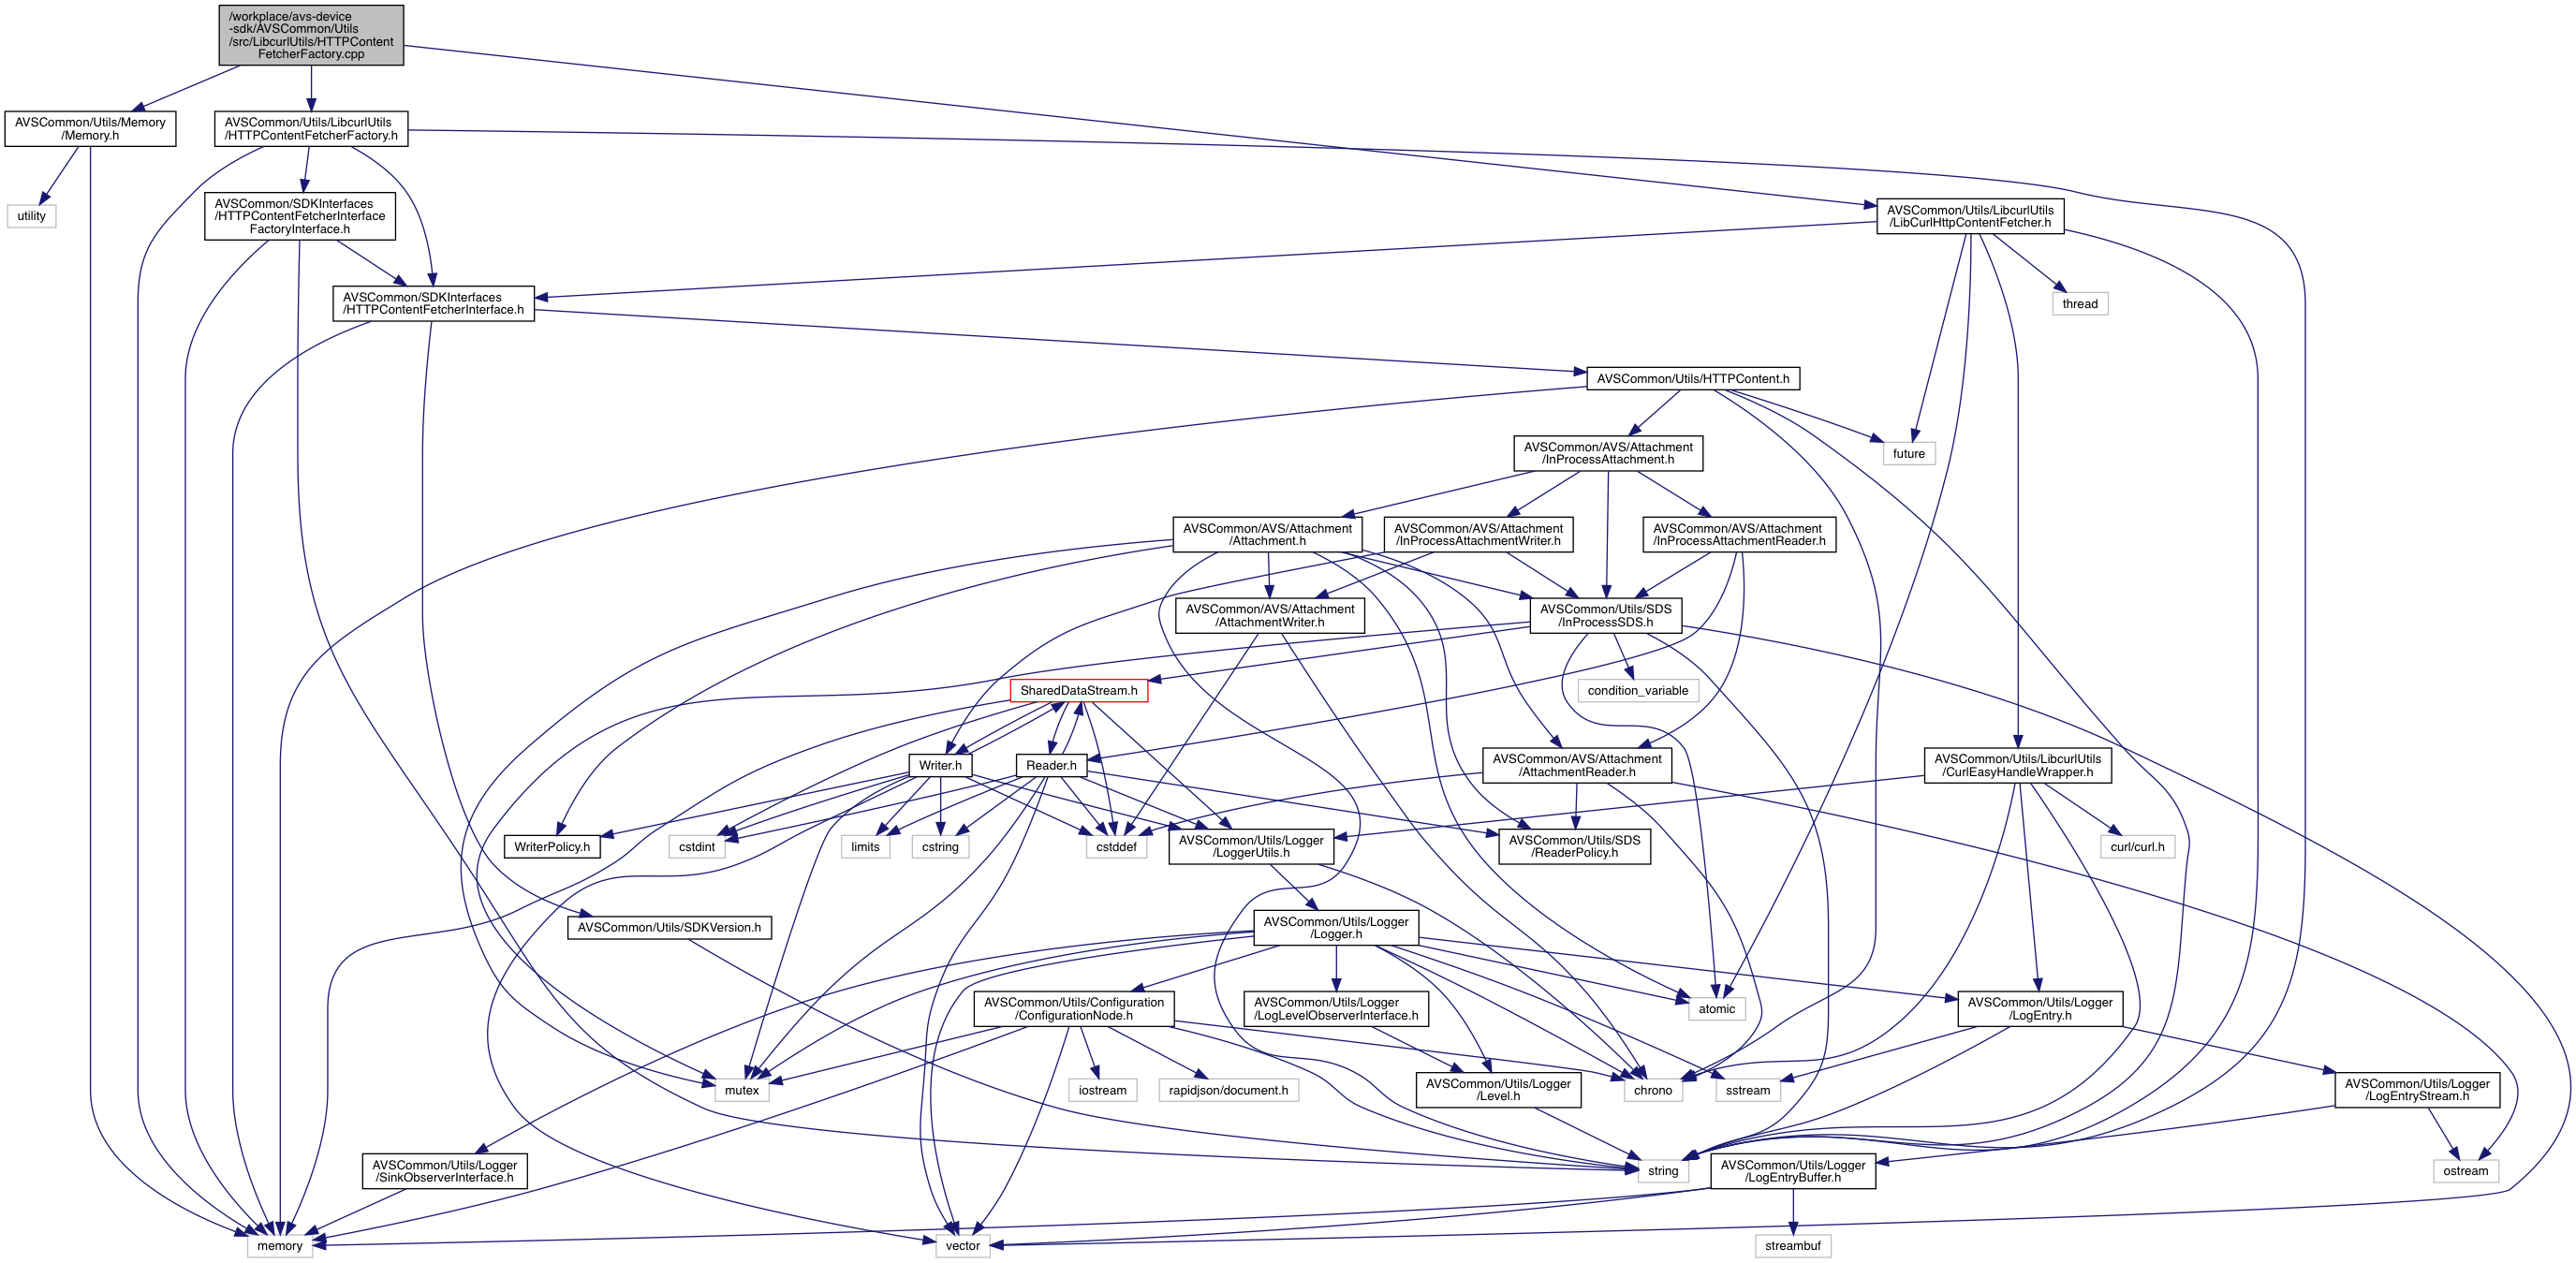 /workplace/avs-device
-sdk/AVSCommon/Utils
/src/LibcurlUtils/HTTPContent
FetcherFactory.cpp
AVSCommon/Utils/Memory
/Memory.h
AVSCommon/Utils/LibcurlUtils
/HTTPContentFetcherFactory.h
utility
AVSCommon/SDKInterfaces
/HTTPContentFetcherInterface
FactoryInterface.h
AVSCommon/Utils/LibcurlUtils
/LibCurlHttpContentFetcher.h
AVSCommon/SDKInterfaces
/HTTPContentFetcherInterface.h
thread
AVSCommon/Utils/HTTPContent.h
AVSCommon/AVS/Attachment
/InProcessAttachment.h
future
AVSCommon/AVS/Attachment
/Attachment.h
AVSCommon/AVS/Attachment
/InProcessAttachmentWriter.h
AVSCommon/AVS/Attachment
/InProcessAttachmentReader.h
AVSCommon/AVS/Attachment
/AttachmentWriter.h
AVSCommon/Utils/SDS
/InProcessSDS.h
SharedDataStream.h
condition_variable
Writer.h
Reader.h
AVSCommon/AVS/Attachment
/AttachmentReader.h
AVSCommon/Utils/LibcurlUtils
/CurlEasyHandleWrapper.h
WriterPolicy.h
cstdint
limits
cstring
cstddef
AVSCommon/Utils/Logger
/LoggerUtils.h
AVSCommon/Utils/SDS
/ReaderPolicy.h
curl/curl.h
AVSCommon/Utils/SDKVersion.h
AVSCommon/Utils/Logger
/Logger.h
AVSCommon/Utils/Configuration
/ConfigurationNode.h
AVSCommon/Utils/Logger
/LogLevelObserverInterface.h
atomic
AVSCommon/Utils/Logger
/LogEntry.h
mutex
iostream
rapidjson/document.h
AVSCommon/Utils/Logger
/Level.h
chrono
sstream
AVSCommon/Utils/Logger
/LogEntryStream.h
AVSCommon/Utils/Logger
/SinkObserverInterface.h
string
AVSCommon/Utils/Logger
/LogEntryBuffer.h
ostream
memory
vector
streambuf